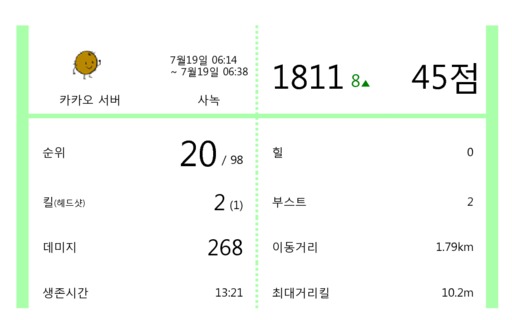 7월19일 06:14
~ 7월19일 06:38
카카오 서버
사녹
1811 8▲
45점
순위
20 / 98
킬(헤드샷)
2 (1)
데미지
268
생존시간
13:21
힐
0
부스트
2
이동거리
1.79km
최대거리킬
10.2m